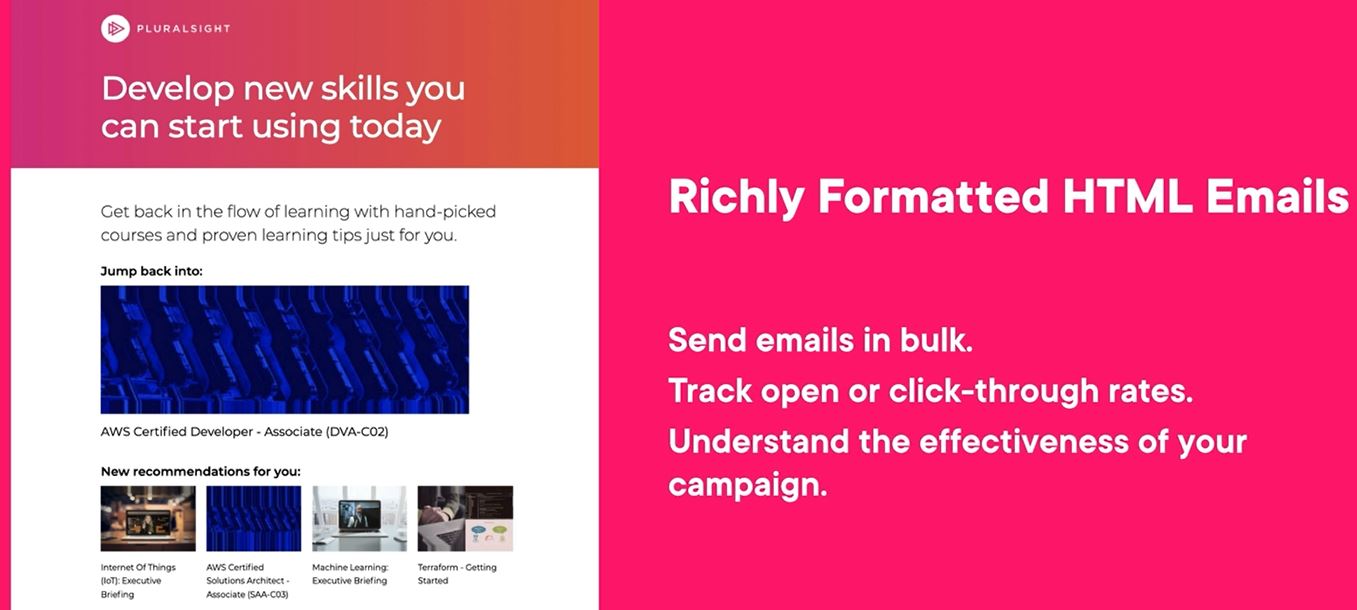 PLURALSIGHT
Develop new skills you
can start using today
Get back in the flow of learning with hand-picked
courses and proven learning tips just for you.
Jump back into:
AWS Certified Developer - Associate (DVA-C02)
New recommendations for you:
Internet Of Things
(IoT): Executive
Briefing
AWS Certified
Solutions Architect -
Associate (SAA-C03)
Machine Learning:
Executive Briefing
Terraform - Getting
Started
Richly Formatted HTML Emails
Send emails in bulk.
Track open or click-through rates.
Understand the effectiveness of your
campaign.